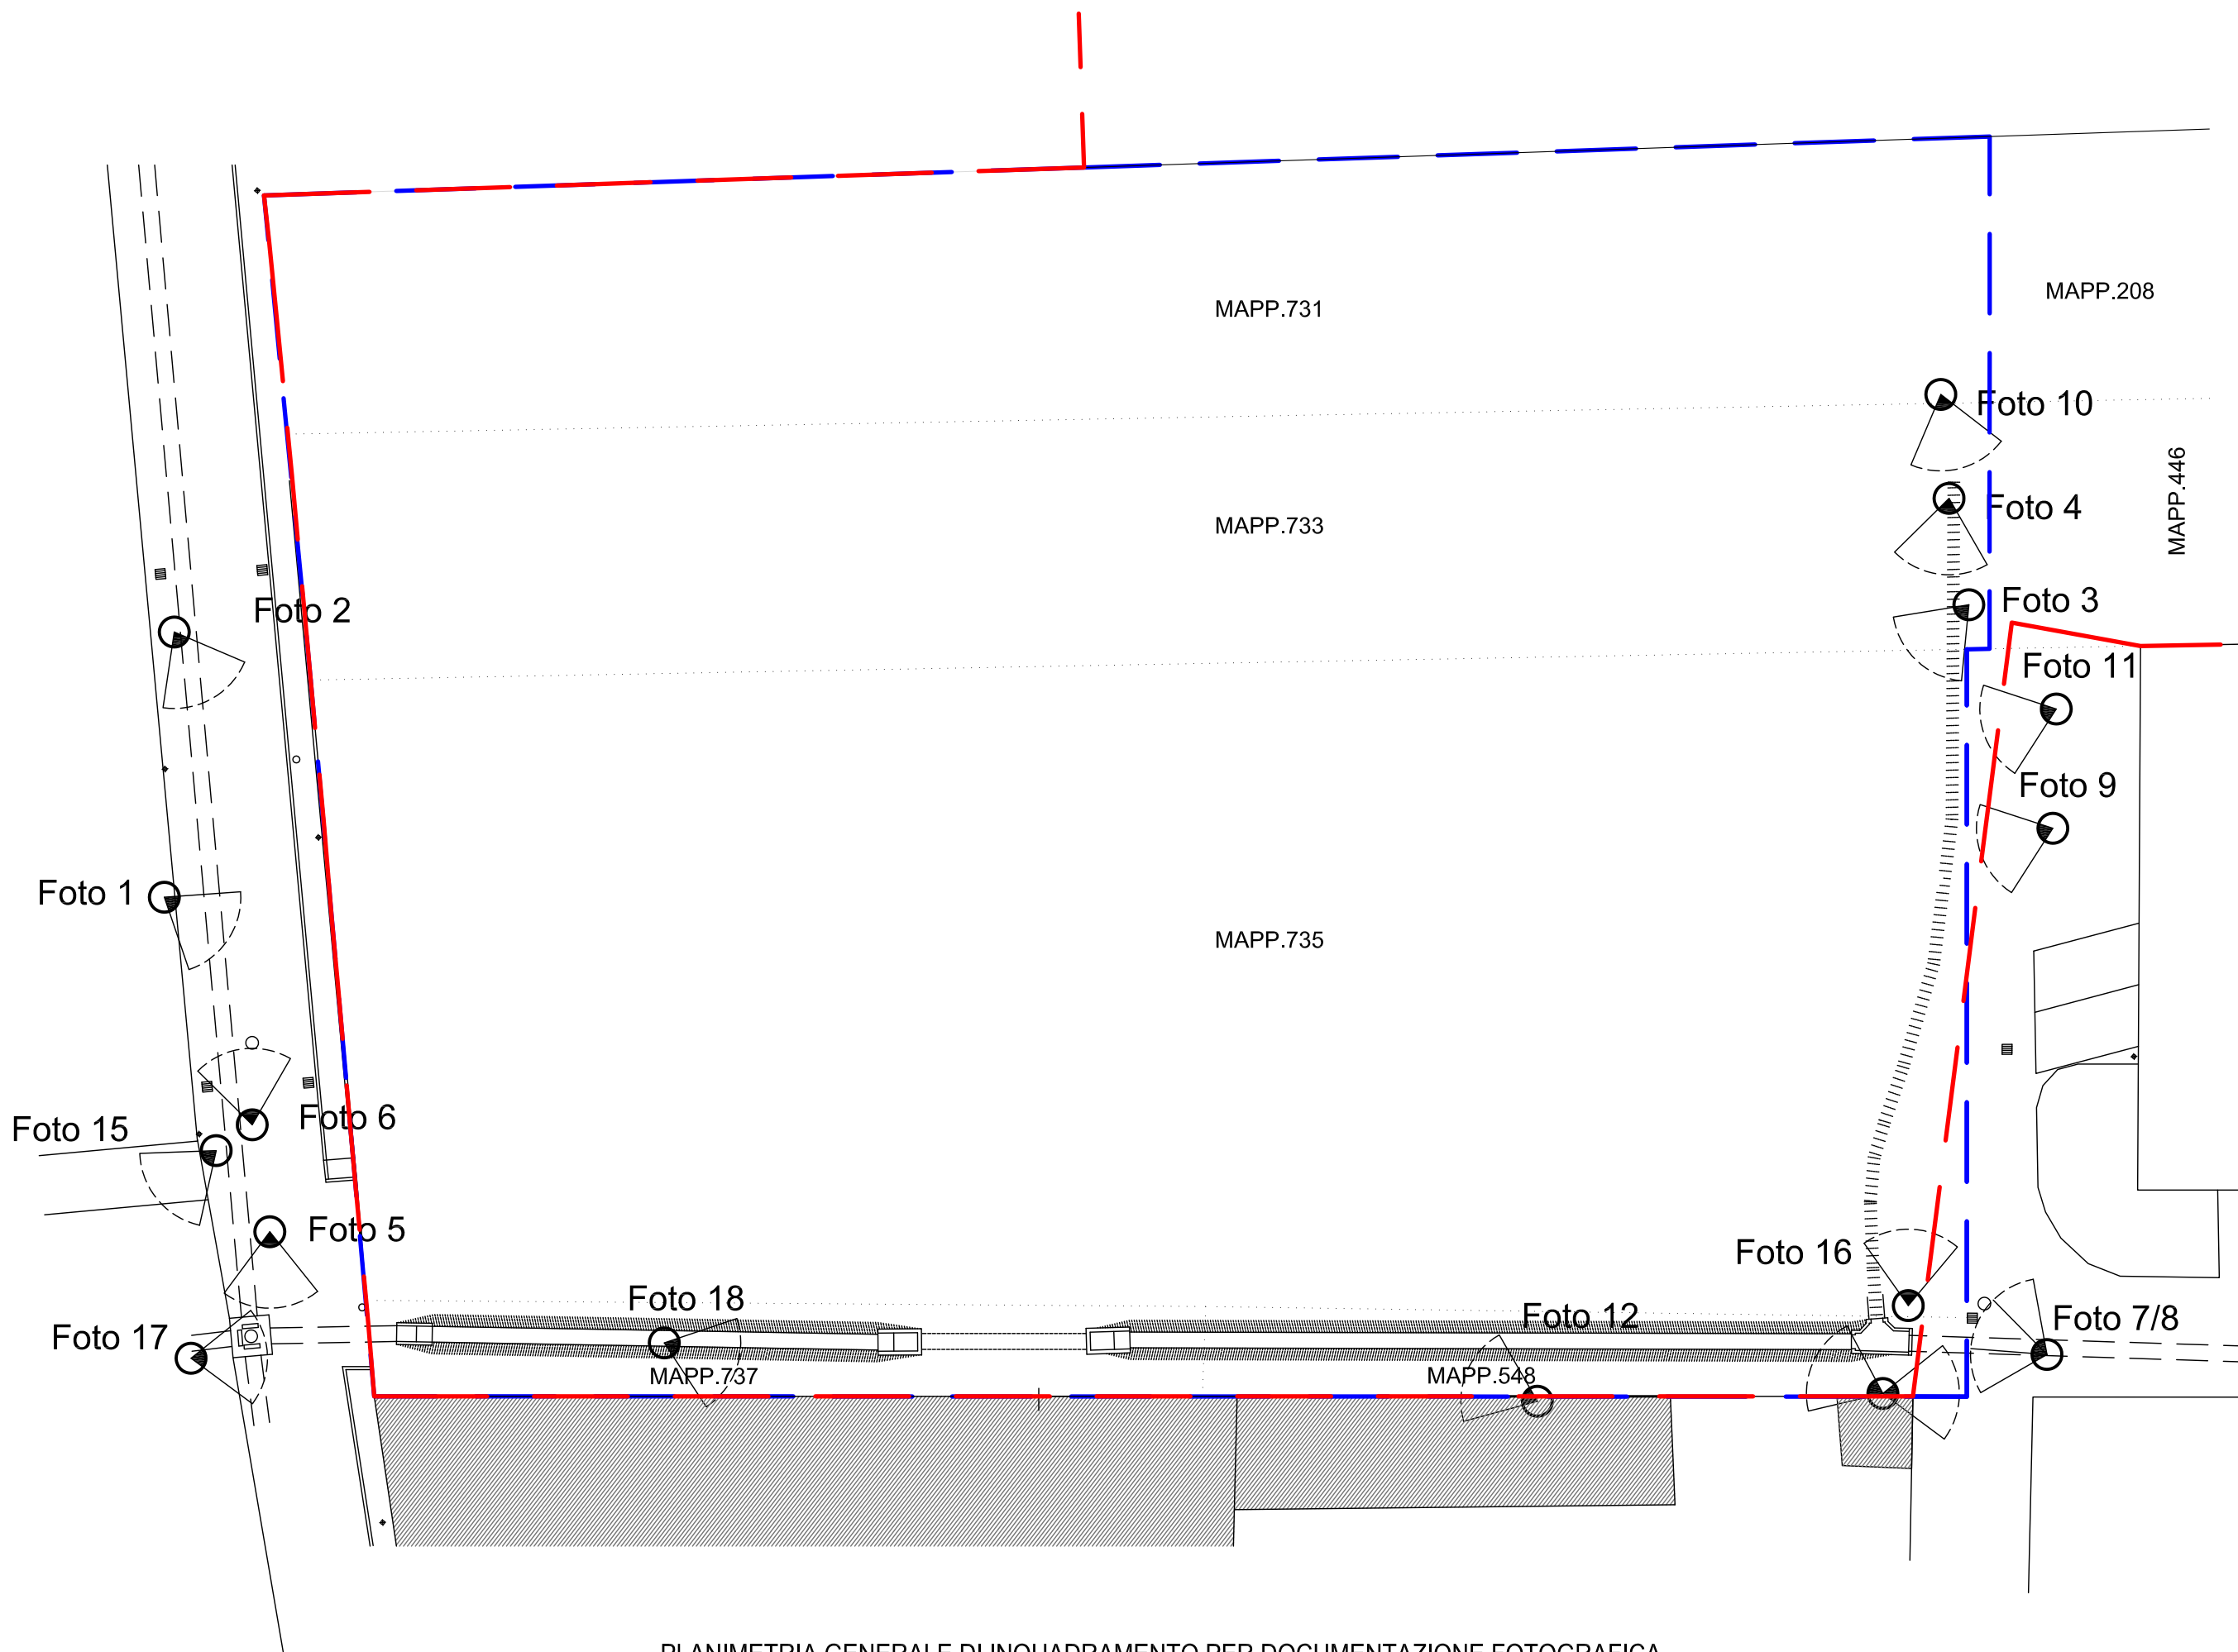 MAPP.731
MAPP.208
Foto 10
MAPP.446
Foto 4
MAPP.733
Foto 3
Foto 2
Foto 11
Foto 9
Foto 1
MAPP.735
Foto 15
Foto 6
Foto 5
Foto 16
Foto 18
Foto 12
Foto 7/8
Foto 17
MAPP.737
MAPP.548
PLANIMETRIA GENERALE DI INQUADRAMENTO PER DOCUMENTAZIONE FOTOGRAFICA